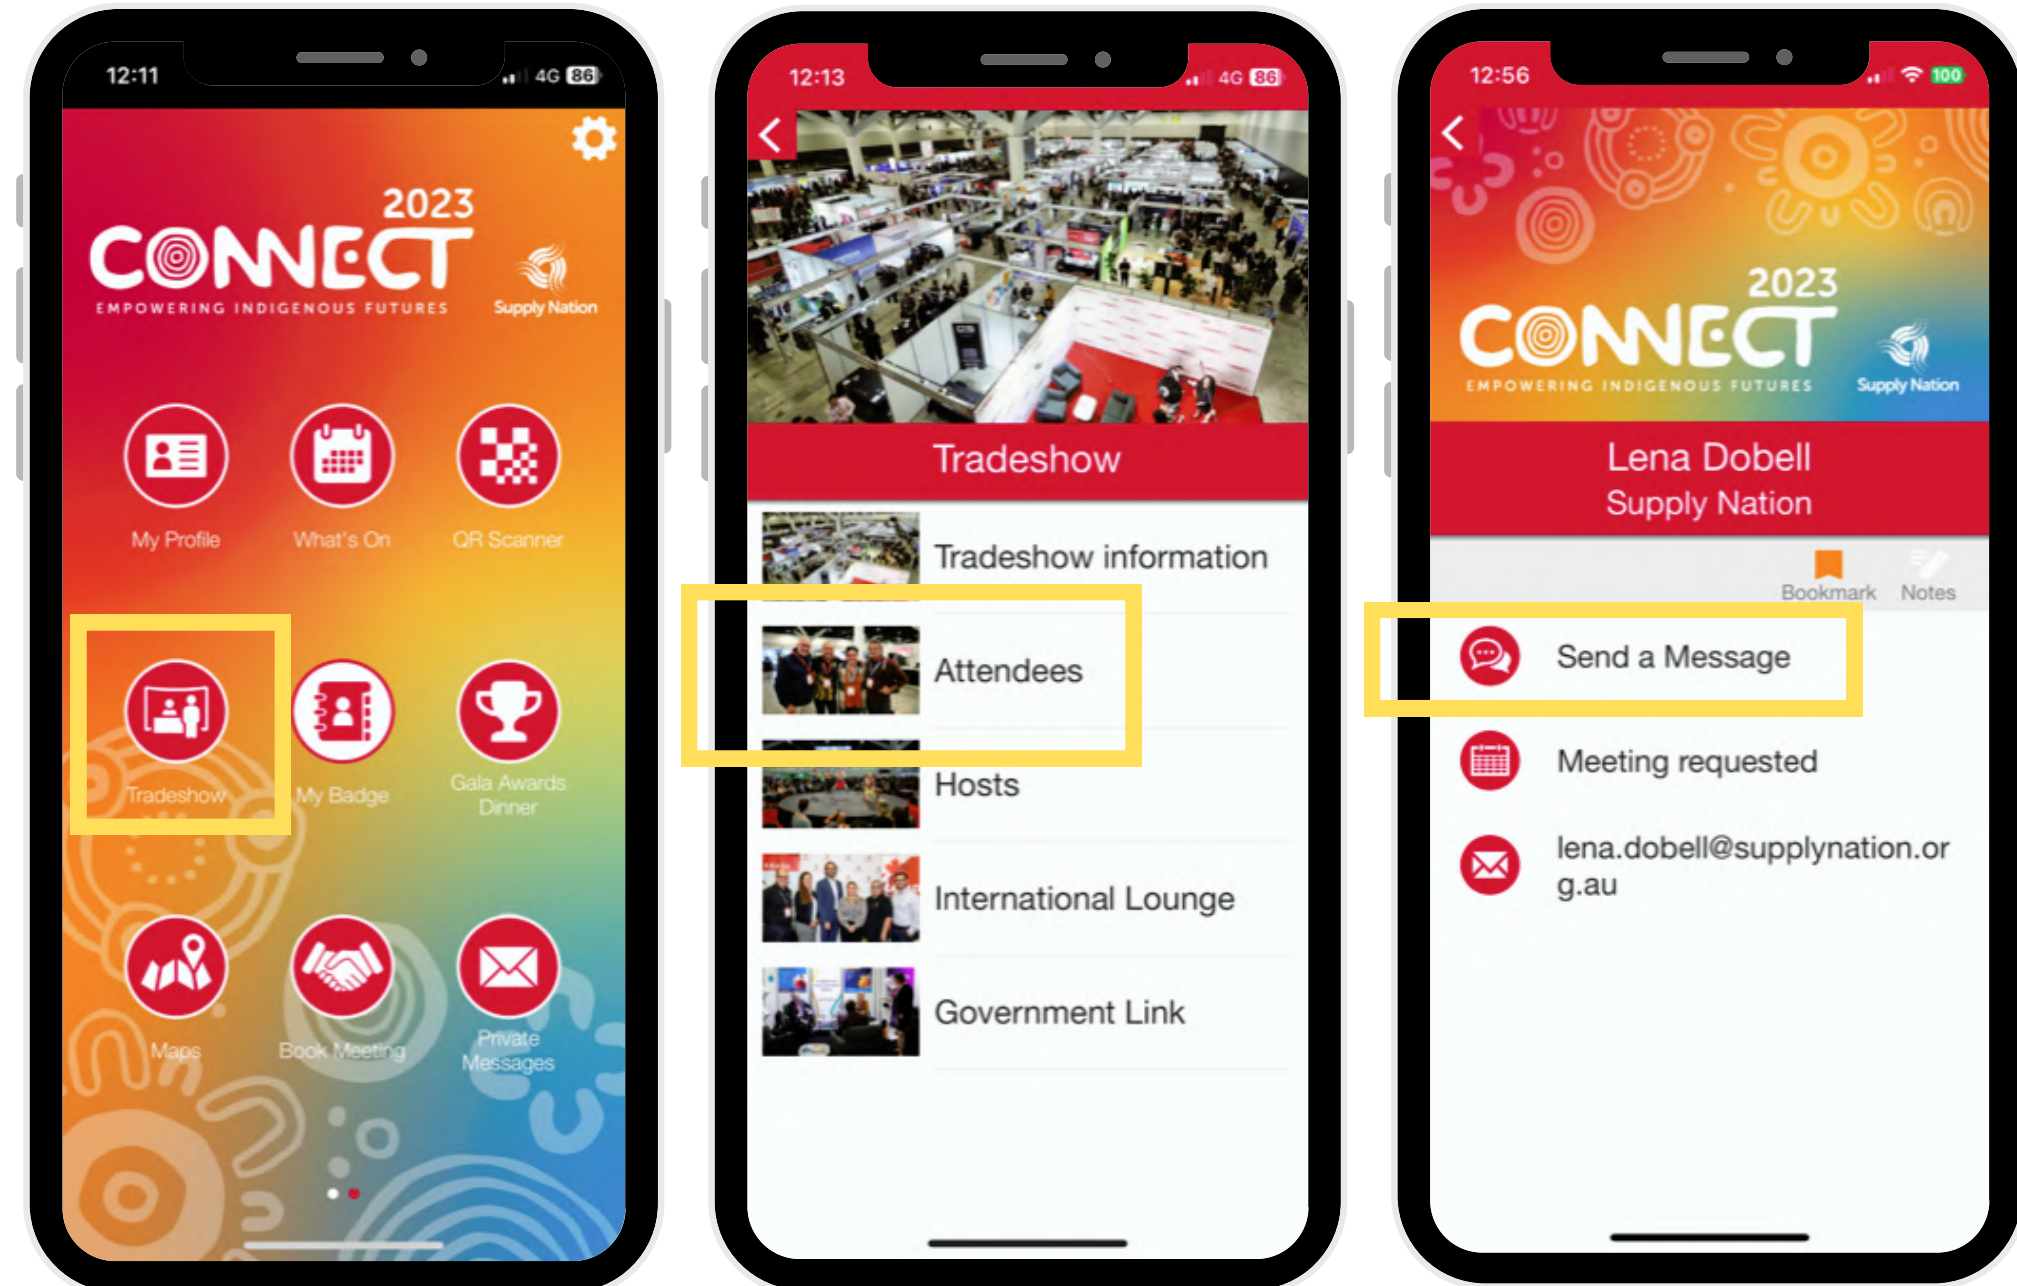 12:11
4G 86
2023
CONNECT
EMPOWERING INDIGENOUS FUTURES
Supply Nation
My Profile
What's On
QR Scanner
Tradeshow
My Badge
Gala Awards
Dinner
Maps
Book Meeting
Private
Messages
12:13
4G 86
Tradeshow
Tradeshow information
Attendees
Hosts
International Lounge
Government Link
12:56
100
2023
CONNECT
EMPOWERING INDIGENOUS FUTURES
Supply Nation
Lena Dobell
Supply Nation
Bookmark
Notes
Send a Message
Meeting requested
lena.dobell@supplynation.or
g.au